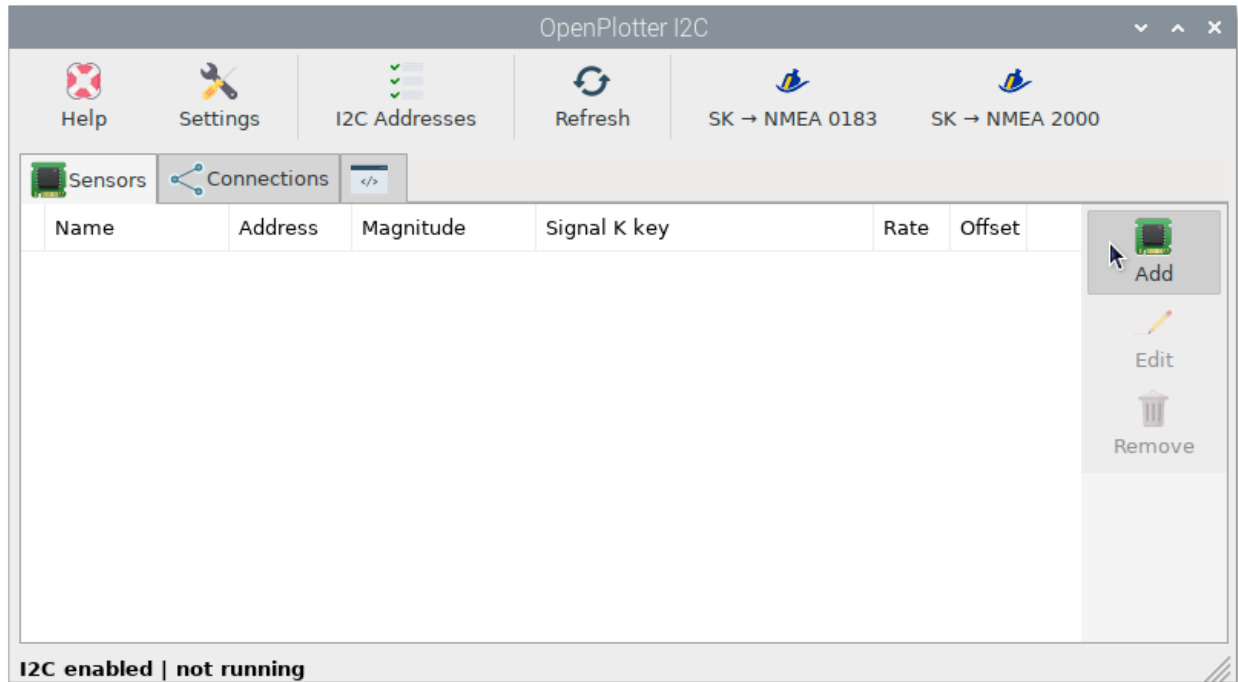 OpenPlotter I2C
Help Settings I2C Addresses Refresh SK → NMEA 0183 SK → NMEA 2000
Sensors Connections </>
Name Address Magnitude Signal K key Rate Offset
Add
Edit
Remove
I2C enabled | not running